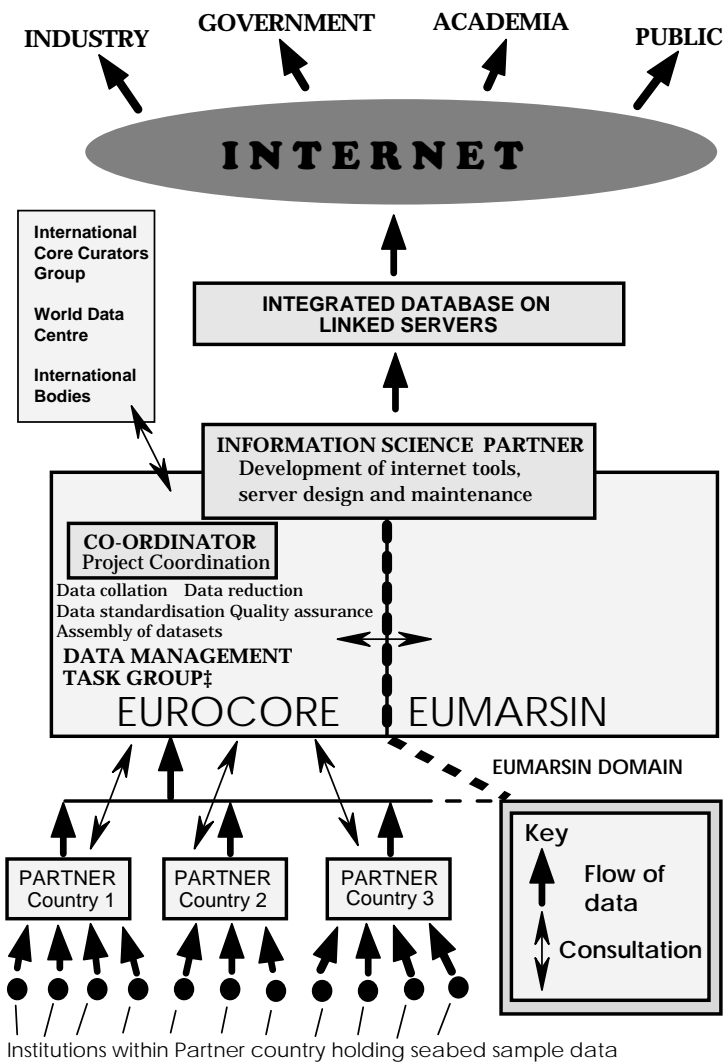 INDUSTRY
GOVERNMENT
ACADEMIA
PUBLIC
INTERNET
International
Core Curators
Group
World Data
Centre
International
Bodies
INTEGRATED DATABASE ON
LINKED SERVERS
INFORMATION SCIENCE PARTNER
Development of internet tools,
server design and maintenance
CO-ORDINATOR
Project Coordination
Data collation Data reduction
Data standardisation Quality assurance
Assembly of datasets
DATA MANAGEMENT
TASK GROUP‡
EUROCORE
EUMARSIN
EUMARSIN DOMAIN
PARTNER
Country 1
PARTNER
Country 2
PARTNER
Country 3
Key
Flow of
data
Consultation
Institutions within Partner country holding seabed sample data